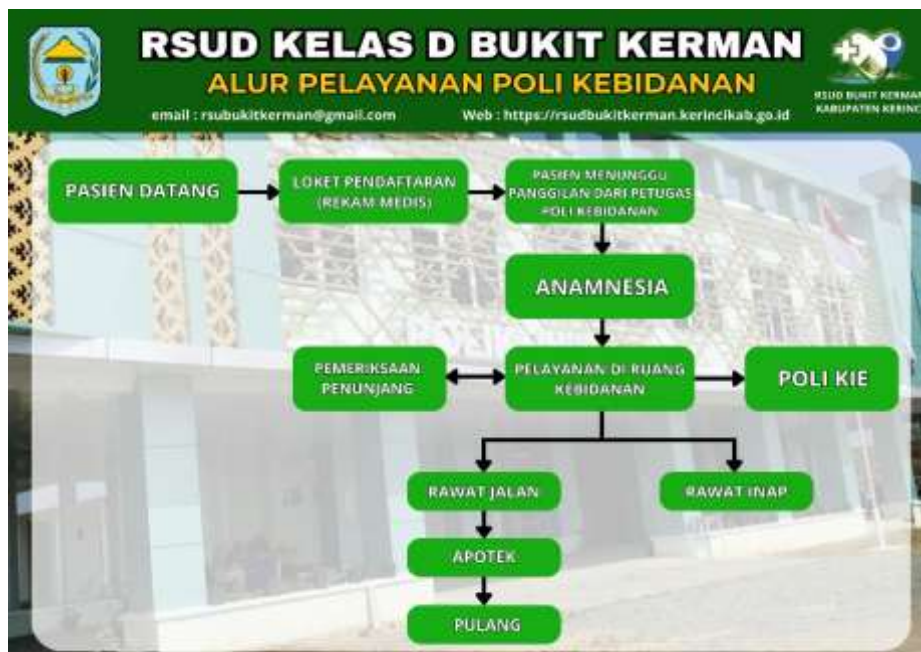 RSUD KELAS D BUKIT KERMAN
ALUR PELAYANAN POLI KEBIDANAN
email : rsubukitkerman@gmail.com
Web : https://rsudbukitkerman.kerincikab.go.id
RSUD BUKIT KERMAN
KABUPATEN KERINCI
PASIEN DATANG
LOKET PENDAFTARAN
(REKAM MEDIS)
PASIEN MENUNGGU
PANGGILAN DARI PETUGAS
POLI KEBIDANAN
ANAMNESIA
PEMERIKSAAN
PENUNJANG
PELAYANAN DI RUANG
KEBIDANAN
POLI KIE
RAWAT JALAN
RAWAT INAP
APOTEK
PULANG